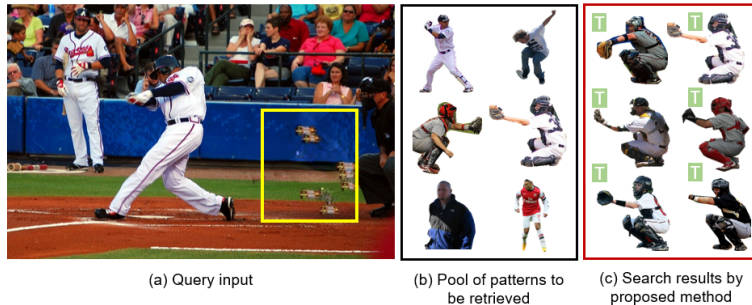 T
T
T
T
T
T
(a) Query input
(b) Pool of patterns to
be retrieved
(c) Search results by
proposed method